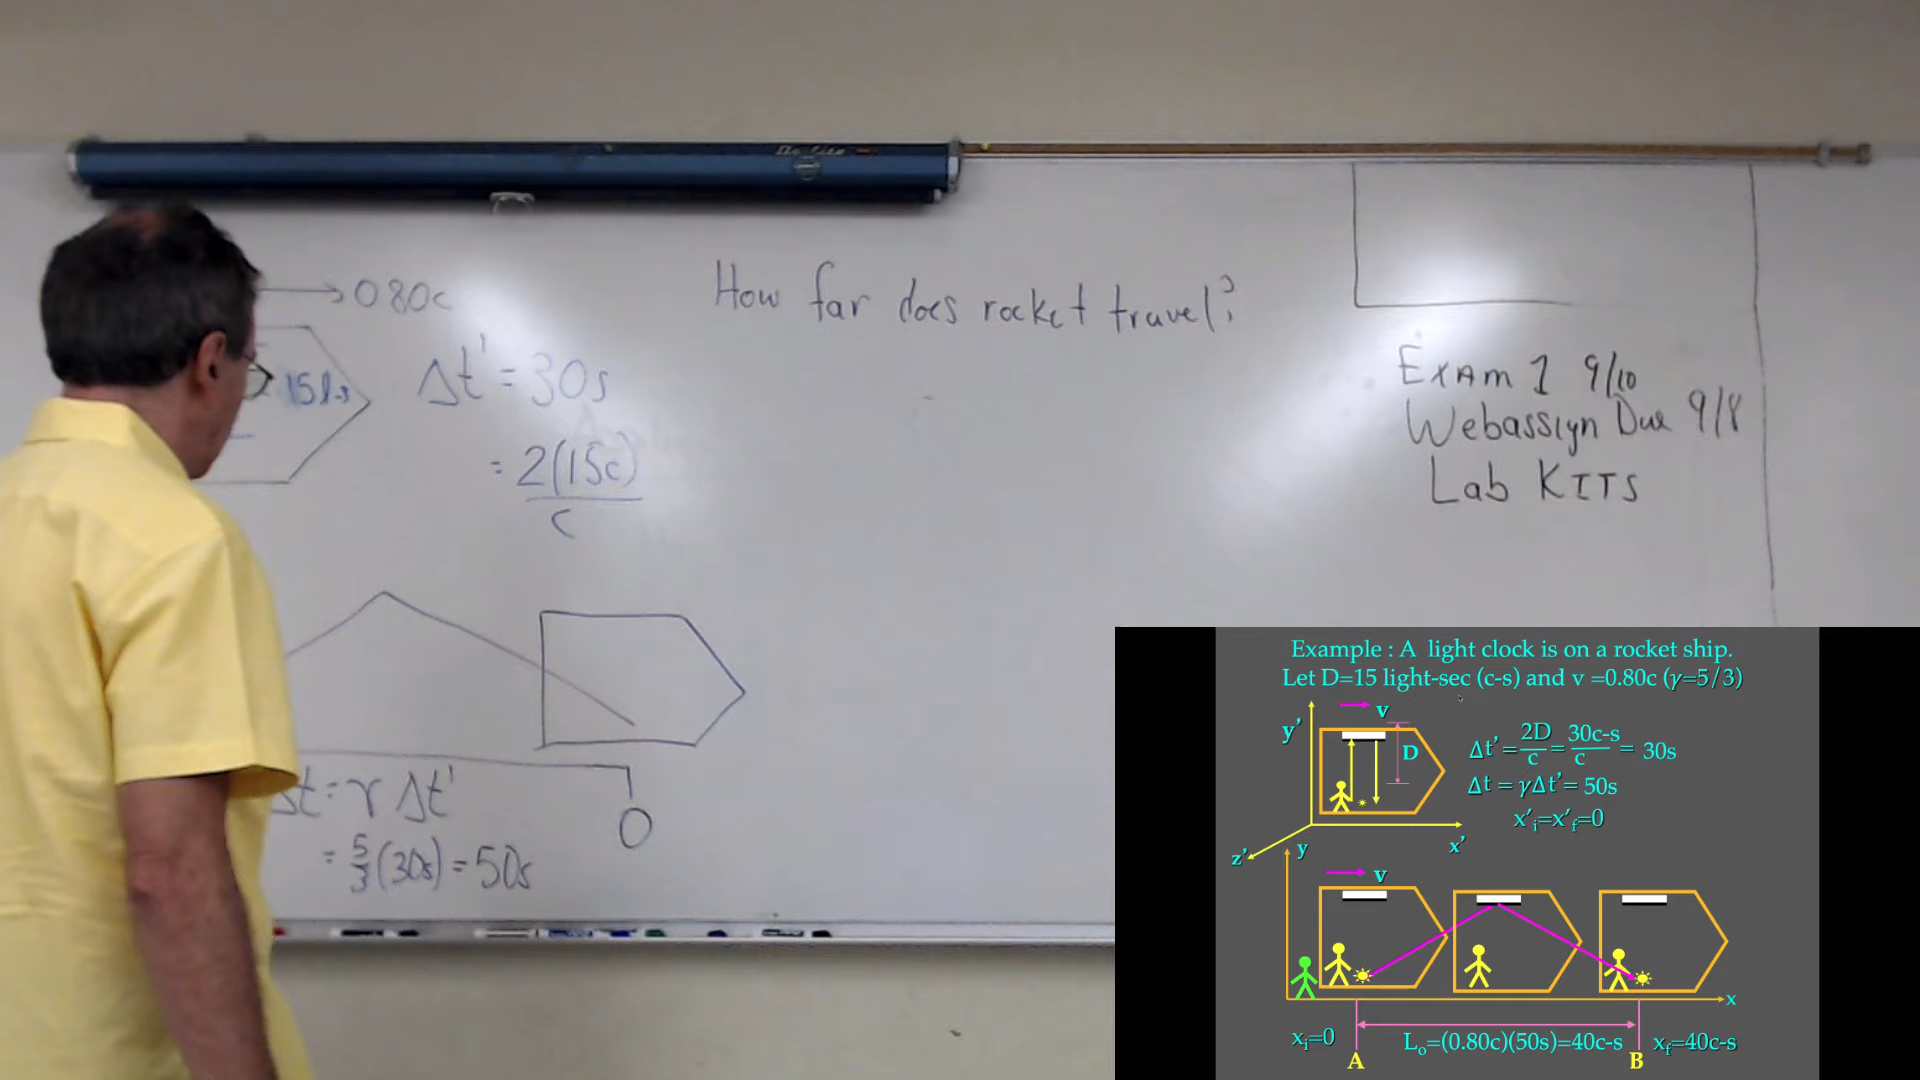 Da-Lite
0.80c
How far does rocket travel?
15 l-s
Δt' = 30s
= 2(15c)
c
Exam 1 9/10
Webassign Due 9/8
Lab KITS
Δt = γ Δt'
= 5/3 (30s) = 50s
O
Example : A light clock is on a rocket ship.
Let D=15 light-sec (c-s) and v =0.80c (γ=5/3)
v
y'
D
Δt' = 2D/c = 30c-s/c = 30s
Δt = γΔt' = 50s
x'i=x'f=0
x'
z'
y
v
x
xi=0
Lo=(0.80c)(50s)=40c-s
xf=40c-s
A
B